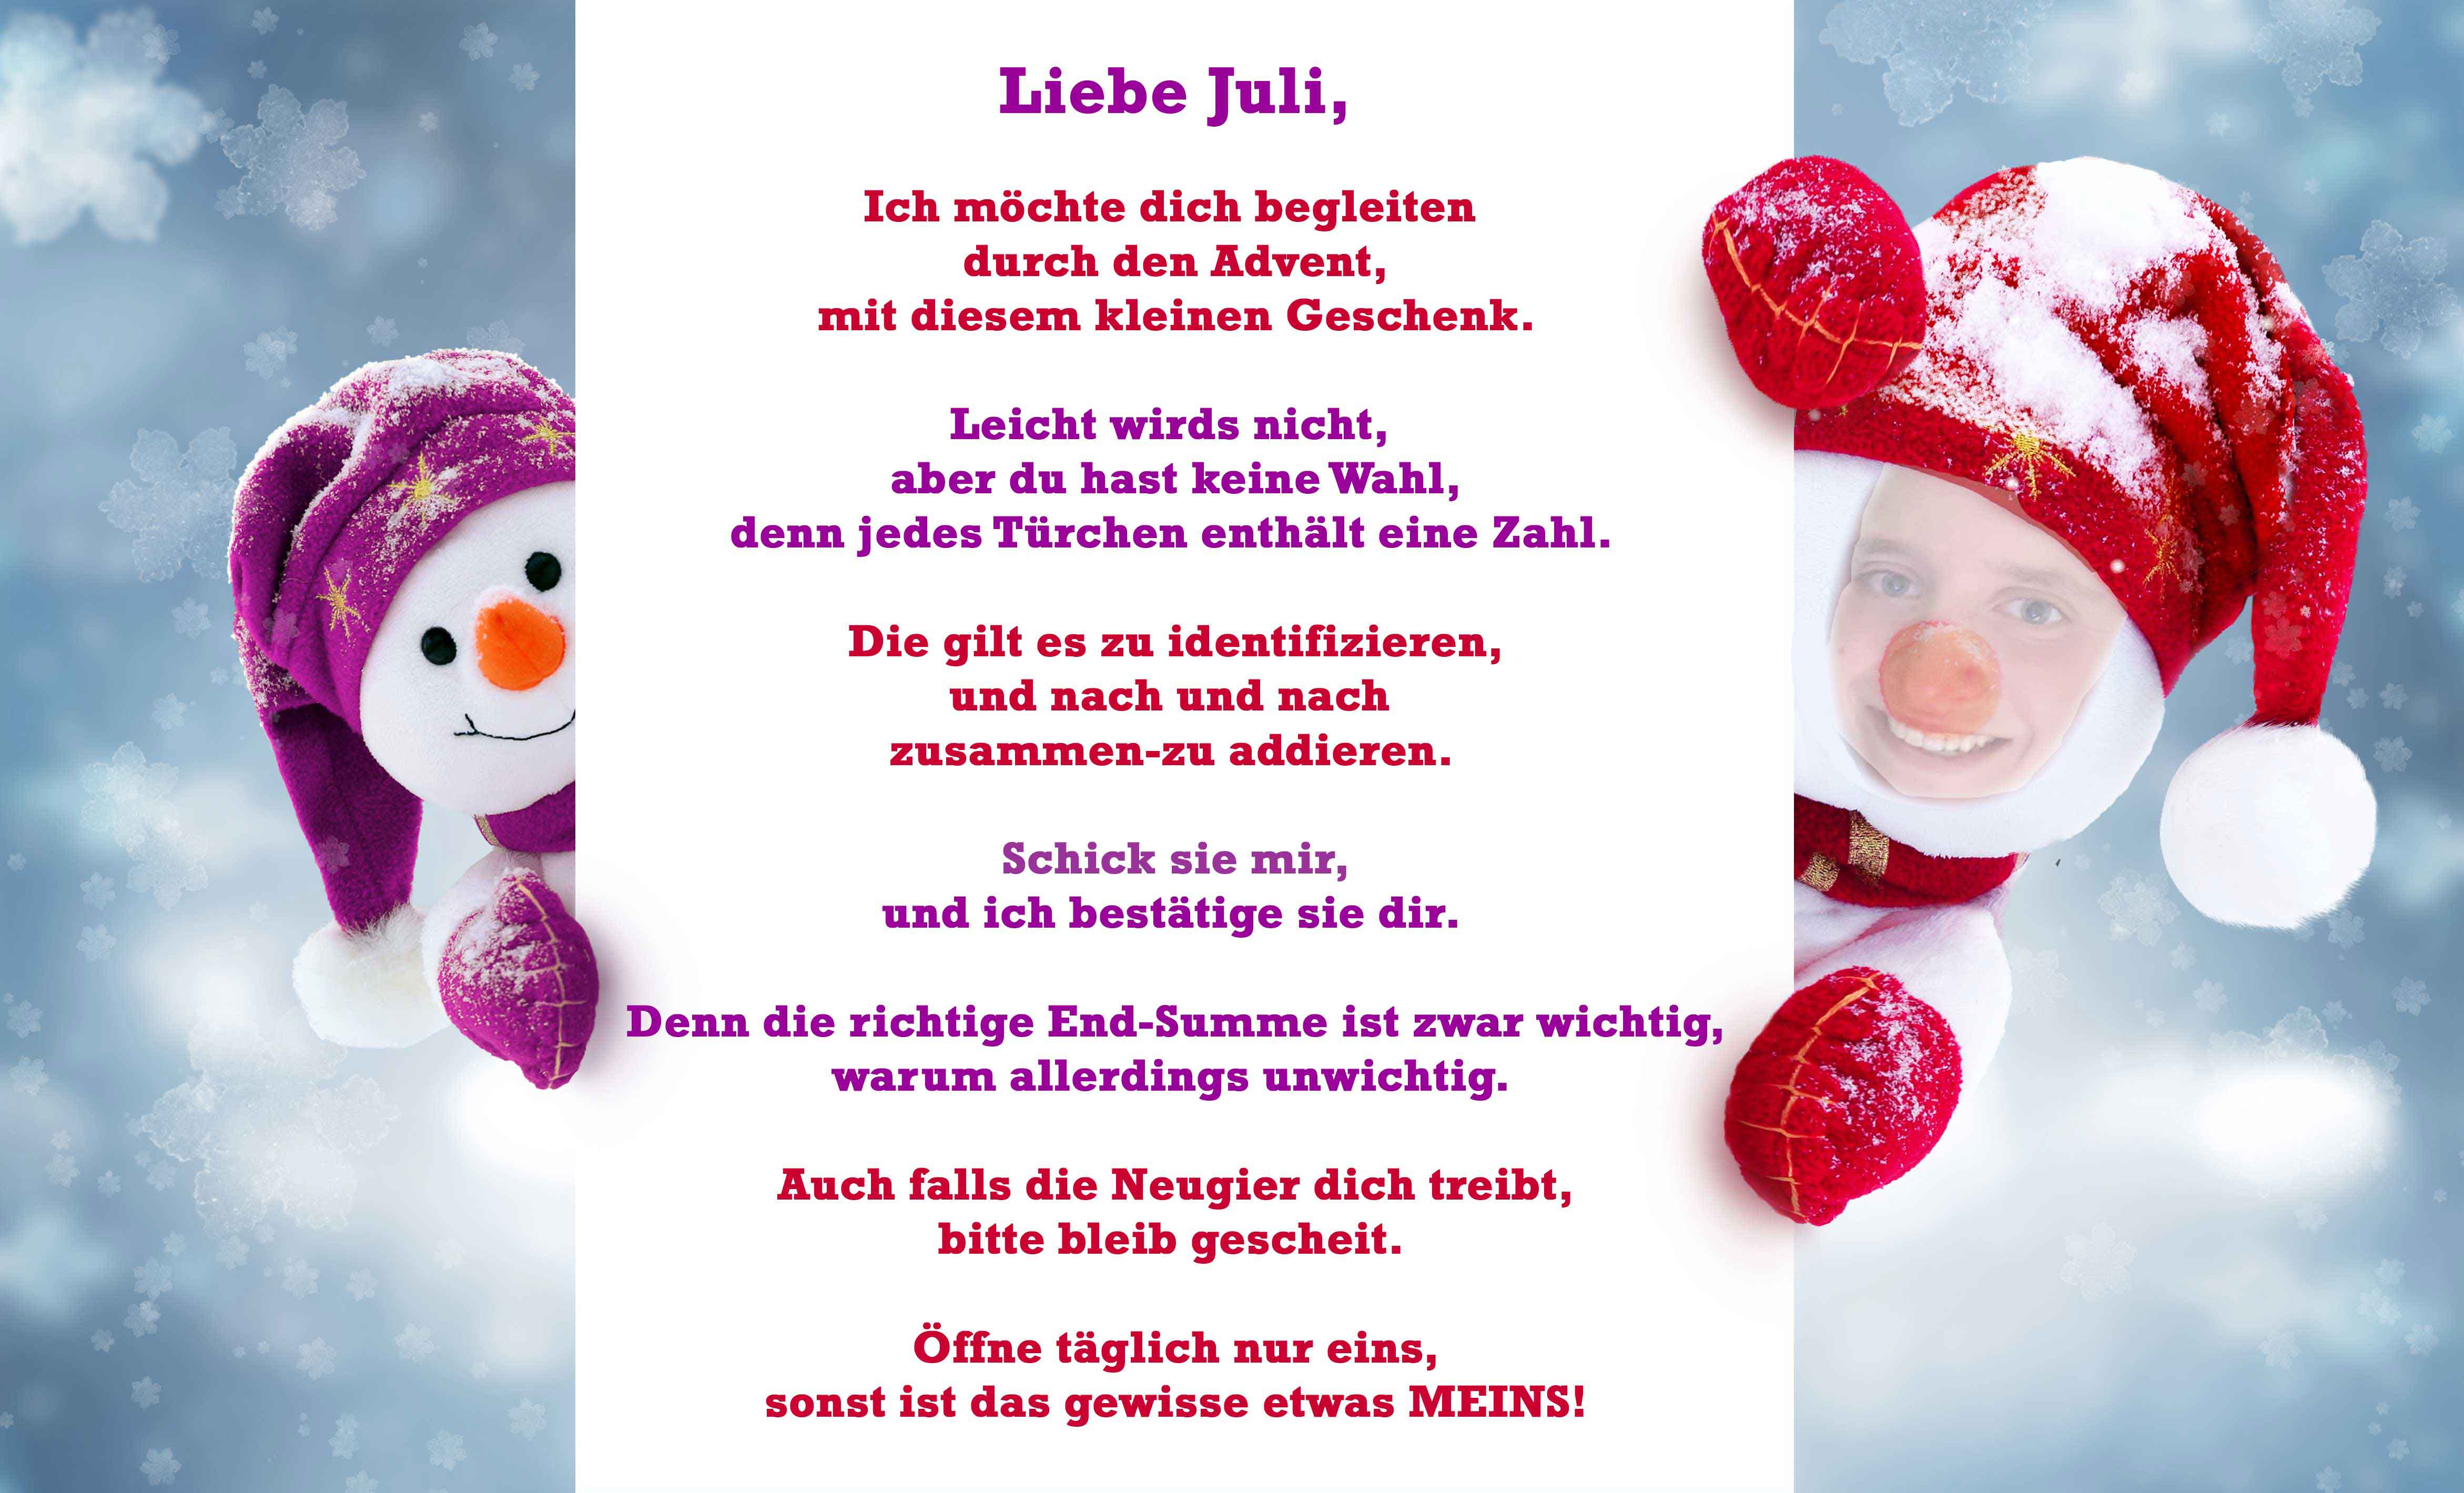 Liebe Juli,
Ich möchte dich begleiten
durch den Advent,
mit diesem kleinen Geschenk.
Leicht wirds nicht,
aber du hast keine Wahl,
denn jedes Türchen enthält eine Zahl.
Die gilt es zu identifizieren,
und nach und nach
zusammen-zu addieren.
Schick sie mir,
und ich bestätige sie dir.
Denn die richtige End-Summe ist zwar wichtig,
warum allerdings unwichtig.
Auch falls die Neugier dich treibt,
bitte bleib gescheit.
Öffne täglich nur eins,
sonst ist das gewisse etwas MEINS!